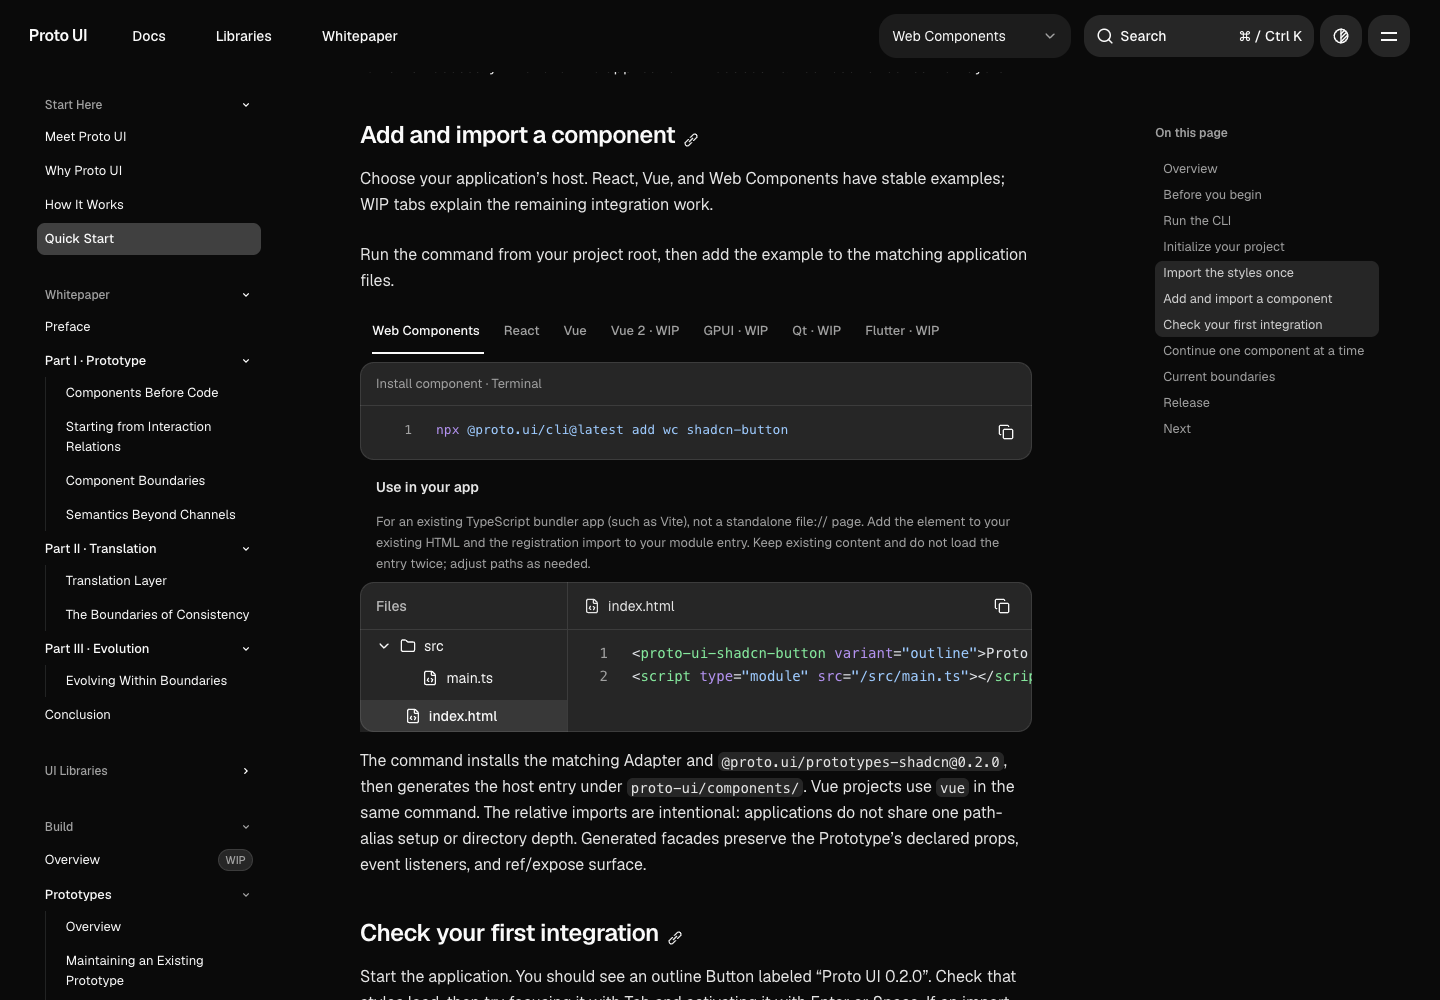 Proto UI
Docs
Libraries
Whitepaper
Web Components
Search
⌘ / Ctrl K
Start Here
Meet Proto UI
Why Proto UI
How It Works
Quick Start
Whitepaper
Preface
Part I · Prototype
Components Before Code
Starting from Interaction
Relations
Component Boundaries
Semantics Beyond Channels
Part II · Translation
Translation Layer
The Boundaries of Consistency
Part III · Evolution
Evolving Within Boundaries
Conclusion
UI Libraries
Build
Overview
WIP
Prototypes
Overview
Maintaining an Existing
Prototype
Add and import a component
Choose your application’s host. React, Vue, and Web Components have stable examples;
WIP tabs explain the remaining integration work.
Run the command from your project root, then add the example to the matching application
files.
Web Components
React
Vue
Vue 2 · WIP
GPUI · WIP
Qt · WIP
Flutter · WIP
Install component · Terminal
1 npx @proto.ui/cli@latest add wc shadcn-button
Use in your app
For an existing TypeScript bundler app (such as Vite), not a standalone file:// page. Add the element to your
existing HTML and the registration import to your module entry. Keep existing content and do not load the
entry twice; adjust paths as needed.
Files
src
main.ts
index.html
index.html
1 <proto-ui-shadcn-button variant="outline">Proto
2 <script type="module" src="/src/main.ts"></scrip
The command installs the matching Adapter and @proto.ui/prototypes-shadcn@0.2.0,
then generates the host entry under proto-ui/components/. Vue projects use vue in the
same command. The relative imports are intentional: applications do not share one path-
alias setup or directory depth. Generated facades preserve the Prototype’s declared props,
event listeners, and ref/expose surface.
Check your first integration
Start the application. You should see an outline Button labeled “Proto UI 0.2.0”. Check that
On this page
Overview
Before you begin
Run the CLI
Initialize your project
Import the styles once
Add and import a component
Check your first integration
Continue one component at a time
Current boundaries
Release
Next